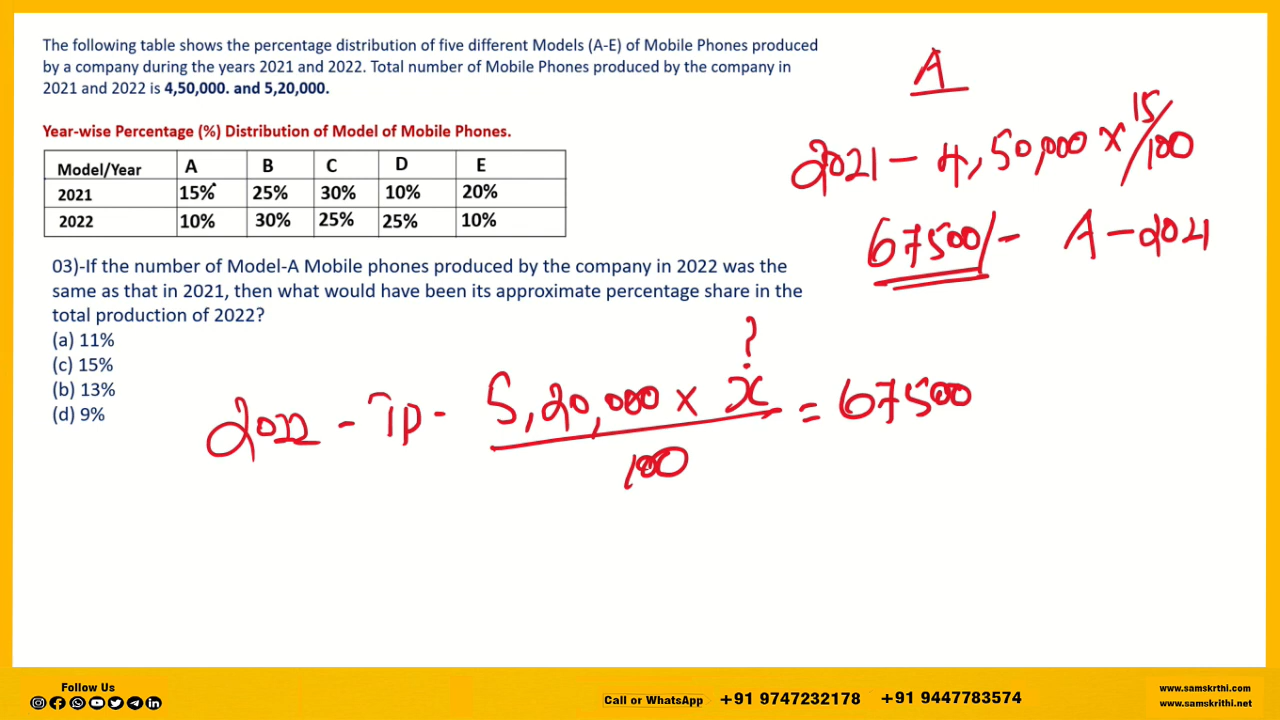 The following table shows the percentage distribution of five different Models (A-E) of Mobile Phones produced
by a company during the years 2021 and 2022. Total number of Mobile Phones produced by the company in
2021 and 2022 is 4,50,000. and 5,20,000.
Year-wise Percentage (%) Distribution of Model of Mobile Phones.
Model/Year A B C D E
2021 15% 25% 30% 10% 20%
2022 10% 30% 25% 25% 10%
03)-If the number of Model-A Mobile phones produced by the company in 2022 was the
same as that in 2021, then what would have been its approximate percentage share in the
total production of 2022?
(a) 11%
(c) 15%
(b) 13%
(d) 9%
A
2021 - 4,50,000 x 15/100
67500/- A - 2021
?
2022 - TP - 5,20,000 x x = 67500
100
Follow Us
Call or WhatsApp +91 9747232178 +91 9447783574
www.samskrthi.com
www.samskrithi.net